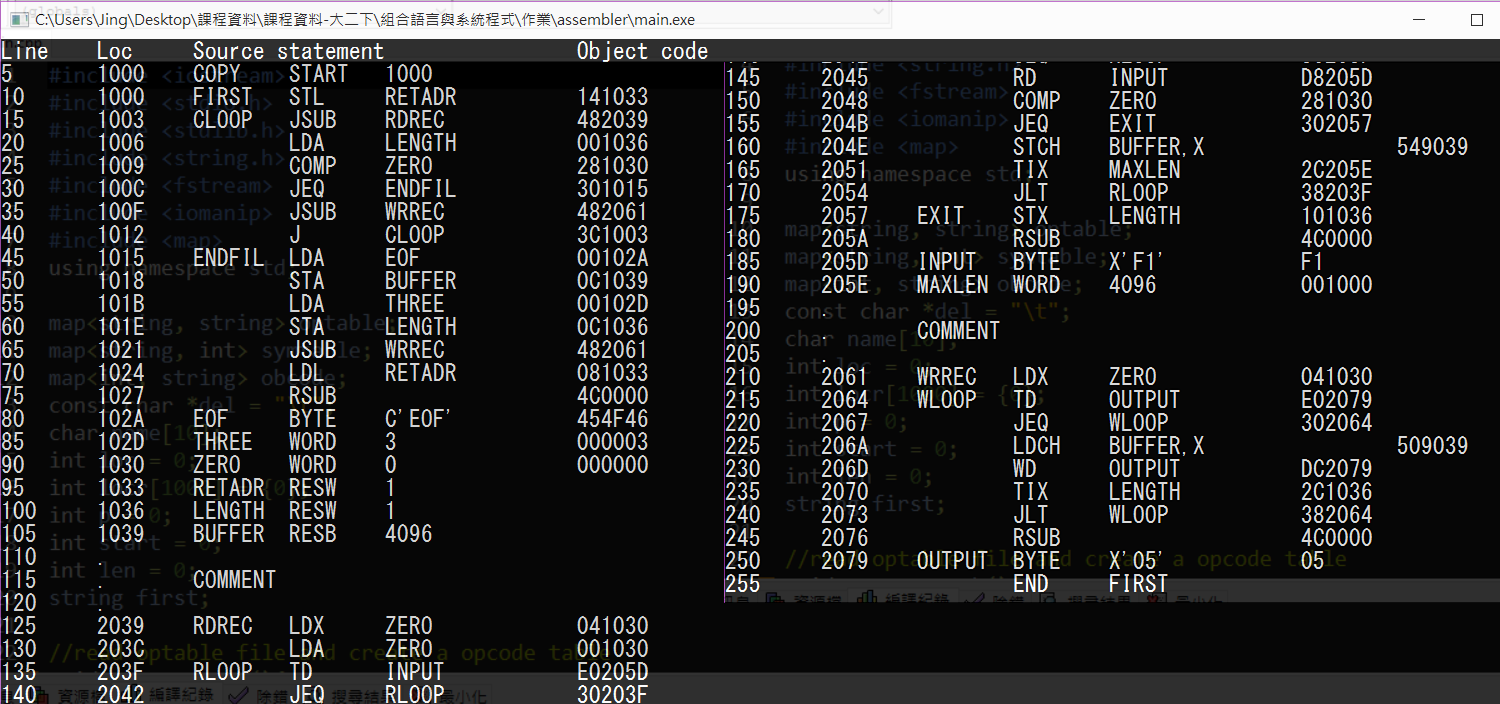 C:\Users\Jing\Desktop\課程資料\課程資料-大二下\組合語言與系統程式\作業\assembler\main.exe
Line Loc Source statement Object code
5 1000 COPY START 1000
10 1000 FIRST STL RETADR 141033
15 1003 CLOOP JSUB RDREC 482039
20 1006 LDA LENGTH 001036
25 1009 COMP ZERO 281030
30 100C JEQ ENDFIL 301015
35 100F JSUB WRREC 482061
40 1012 J CLOOP 3C1003
45 1015 ENDFIL LDA EOF 00102A
50 1018 STA BUFFER 0C1039
55 101B LDA THREE 00102D
60 101E STA LENGTH 0C1036
65 1021 JSUB WRREC 482061
70 1024 LDL RETADR 081033
75 1027 RSUB 4C0000
80 102A EOF BYTE C'EOF' 454F46
85 102D THREE WORD 3 000003
90 1030 ZERO WORD 0 000000
95 1033 RETADR RESW 1
100 1036 LENGTH RESW 1
105 1039 BUFFER RESB 4096
110 .
115 . COMMENT
120 .
125 2039 RDREC LDX ZERO 041030
130 203C LDA ZERO 001030
135 203F RLOOP TD INPUT E0205D
140 2042 JEQ RLOOP 30203F
145 2045 RD INPUT D8205D
150 2048 COMP ZERO 281030
155 204B JEQ EXIT 302057
160 204E STCH BUFFER,X 549039
165 2051 TIX MAXLEN 2C205E
170 2054 JLT RLOOP 38203F
175 2057 EXIT STX LENGTH 101036
180 205A RSUB 4C0000
185 205D INPUT BYTE X'F1' F1
190 205E MAXLEN WORD 4096 001000
195 .
200 . COMMENT
205 .
210 2061 WRREC LDX ZERO 041030
215 2064 WLOOP TD OUTPUT E02079
220 2067 JEQ WLOOP 302064
225 206A LDCH BUFFER,X 509039
230 206D WD OUTPUT DC2079
235 2070 TIX LENGTH 2C1036
240 2073 JLT WLOOP 382064
245 2076 RSUB 4C0000
250 2079 OUTPUT BYTE X'05' 05
255 END FIRST